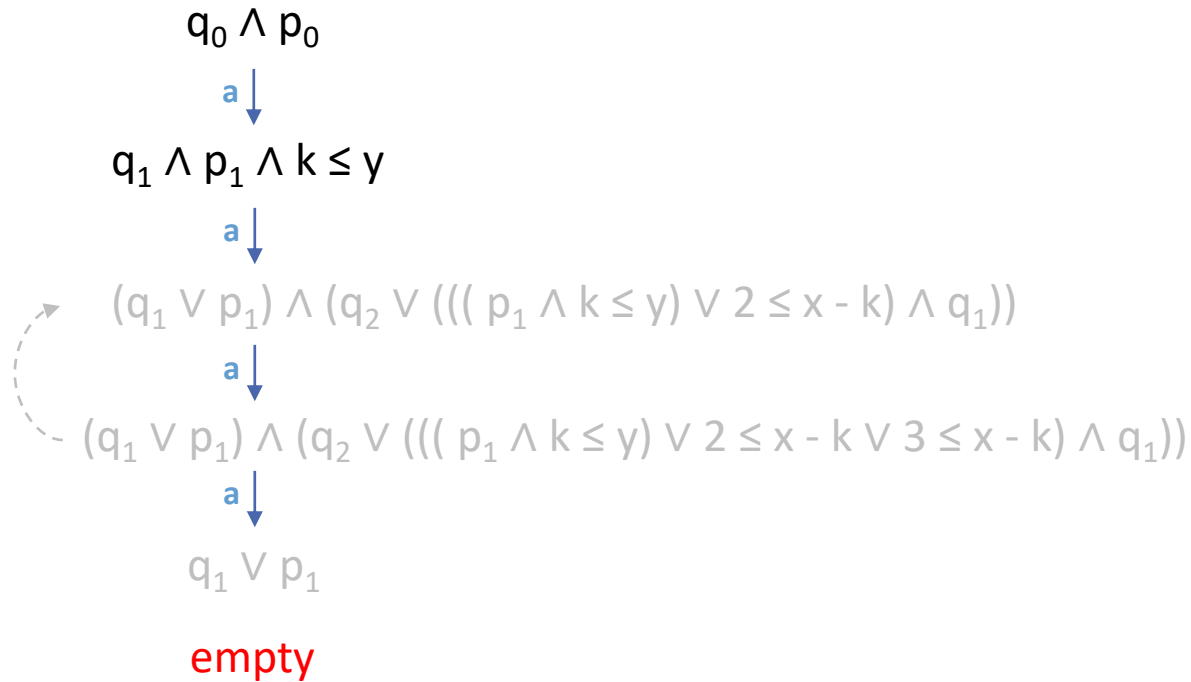 q₀ ∧ p₀
a
q₁ ∧ p₁ ∧ k ≤ y
a
(q₁ ∨ p₁) ∧ (q₂ ∨ ((( p₁ ∧ k ≤ y) ∨ 2 ≤ x - k) ∧ q₁))
a
(q₁ ∨ p₁) ∧ (q₂ ∨ ((( p₁ ∧ k ≤ y) ∨ 2 ≤ x - k ∨ 3 ≤ x - k) ∧ q₁))
a
q₁ ∨ p₁
empty